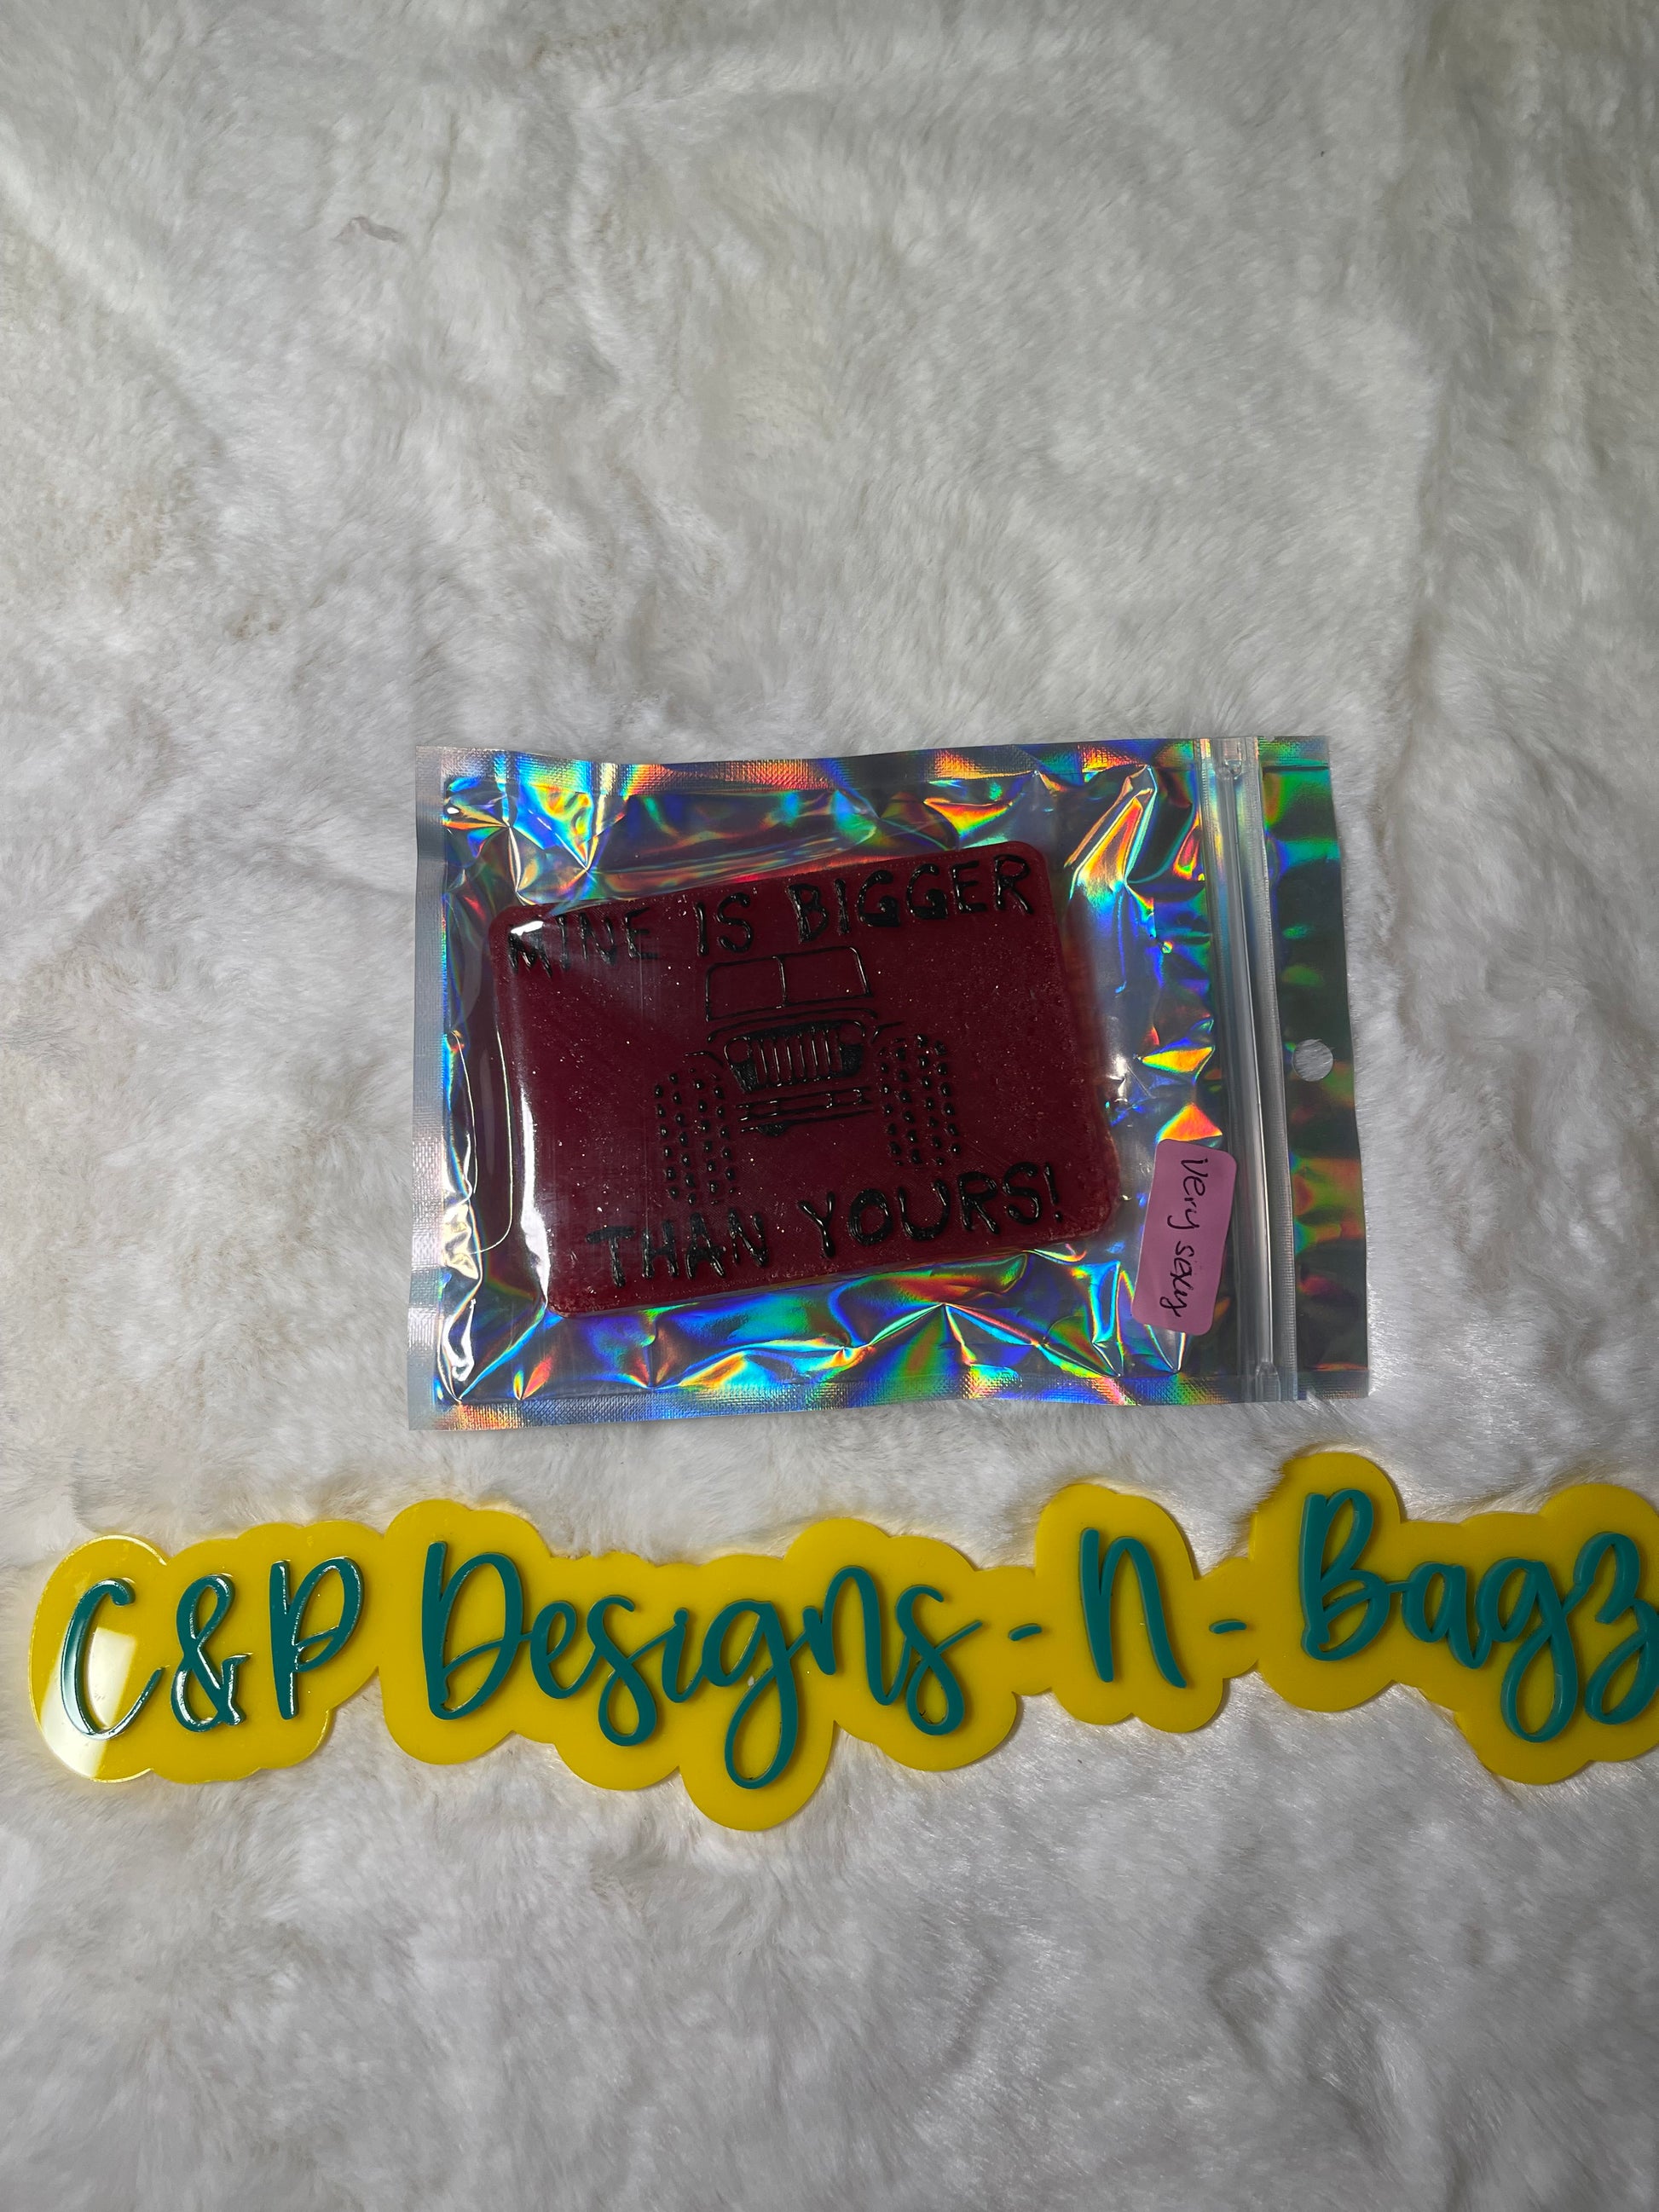 MINE IS BIGGER
THAN YOURS!
Very sexy
C&P Designs-n-Bagz